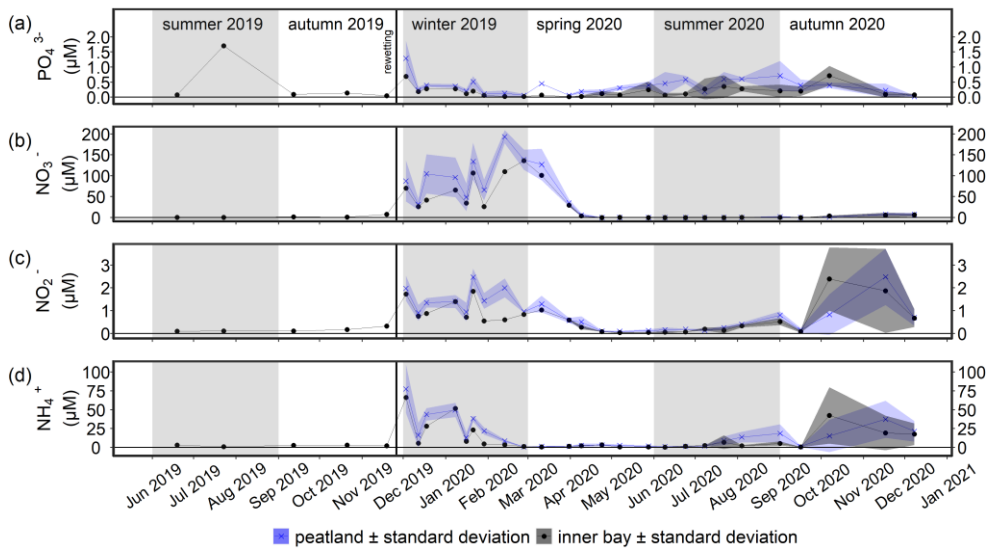 summer 2019 autumn 2019 winter 2019 spring 2020 summer 2020 autumn 2020
rewetting
(a) PO₄³⁻ (µM)
2.0 2.0
1.5 1.5
1.0 1.0
0.5 0.5
0.0 0.0
(b) NO₃⁻ (µM)
200 200
150 150
100 100
50 50
0 0
(c) NO₂⁻ (µM)
3 3
2 2
1 1
0 0
(d) NH₄⁺ (µM)
100 100
75 75
50 50
25 25
0 0
Jun 2019 Jul 2019 Aug 2019 Sep 2019 Oct 2019 Nov 2019 Dec 2019 Jan 2020 Feb 2020 Mar 2020 Apr 2020 May 2020 Jun 2020 Jul 2020 Aug 2020 Sep 2020 Oct 2020 Nov 2020 Dec 2020 Jan 2021
peatland ± standard deviation inner bay ± standard deviation